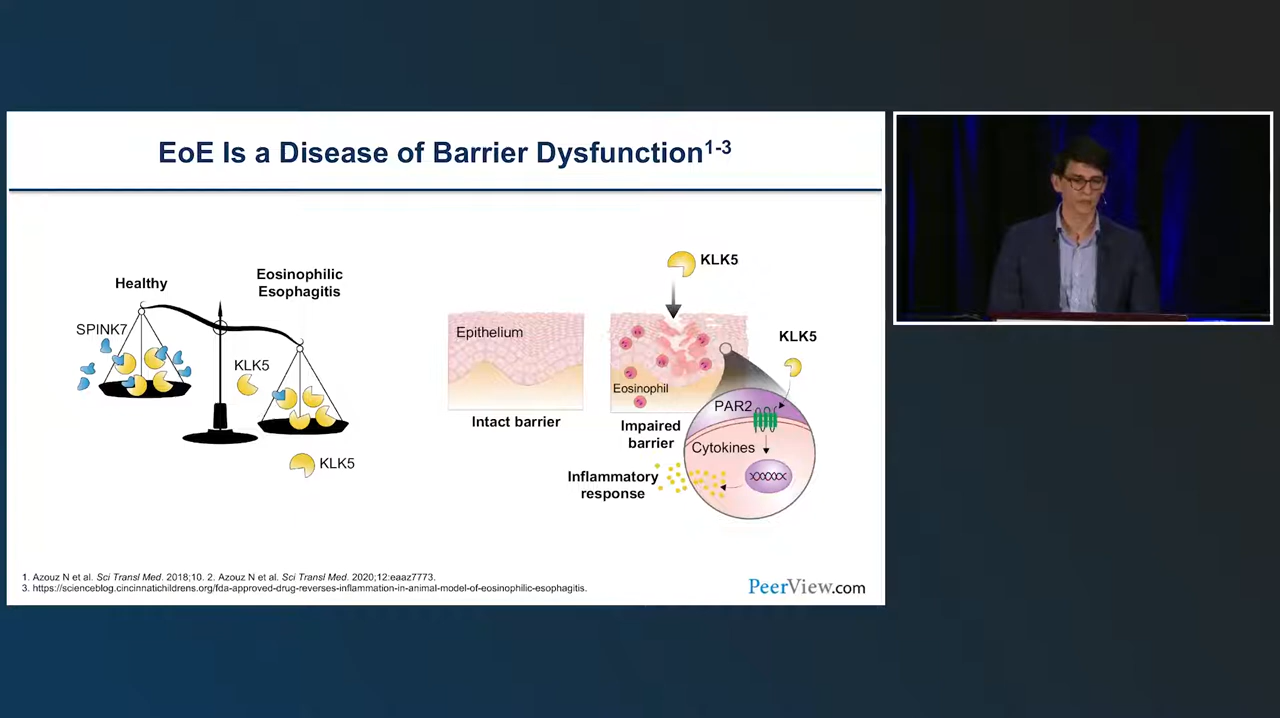 EoE Is a Disease of Barrier Dysfunction1-3
Healthy
Eosinophilic
Esophagitis
SPINK7
KLK5
KLK5
KLK5
Epithelium
Intact barrier
Eosinophil
Impaired
barrier
KLK5
PAR2
Cytokines
Inflammatory
response
1. Azouz N et al. Sci Transl Med. 2018;10. 2. Azouz N et al. Sci Transl Med. 2020;12:eaaz7773.
3. https://scienceblog.cincinnatichildrens.org/fda-approved-drug-reverses-inflammation-in-animal-model-of-eosinophilic-esophagitis.
PeerView.com